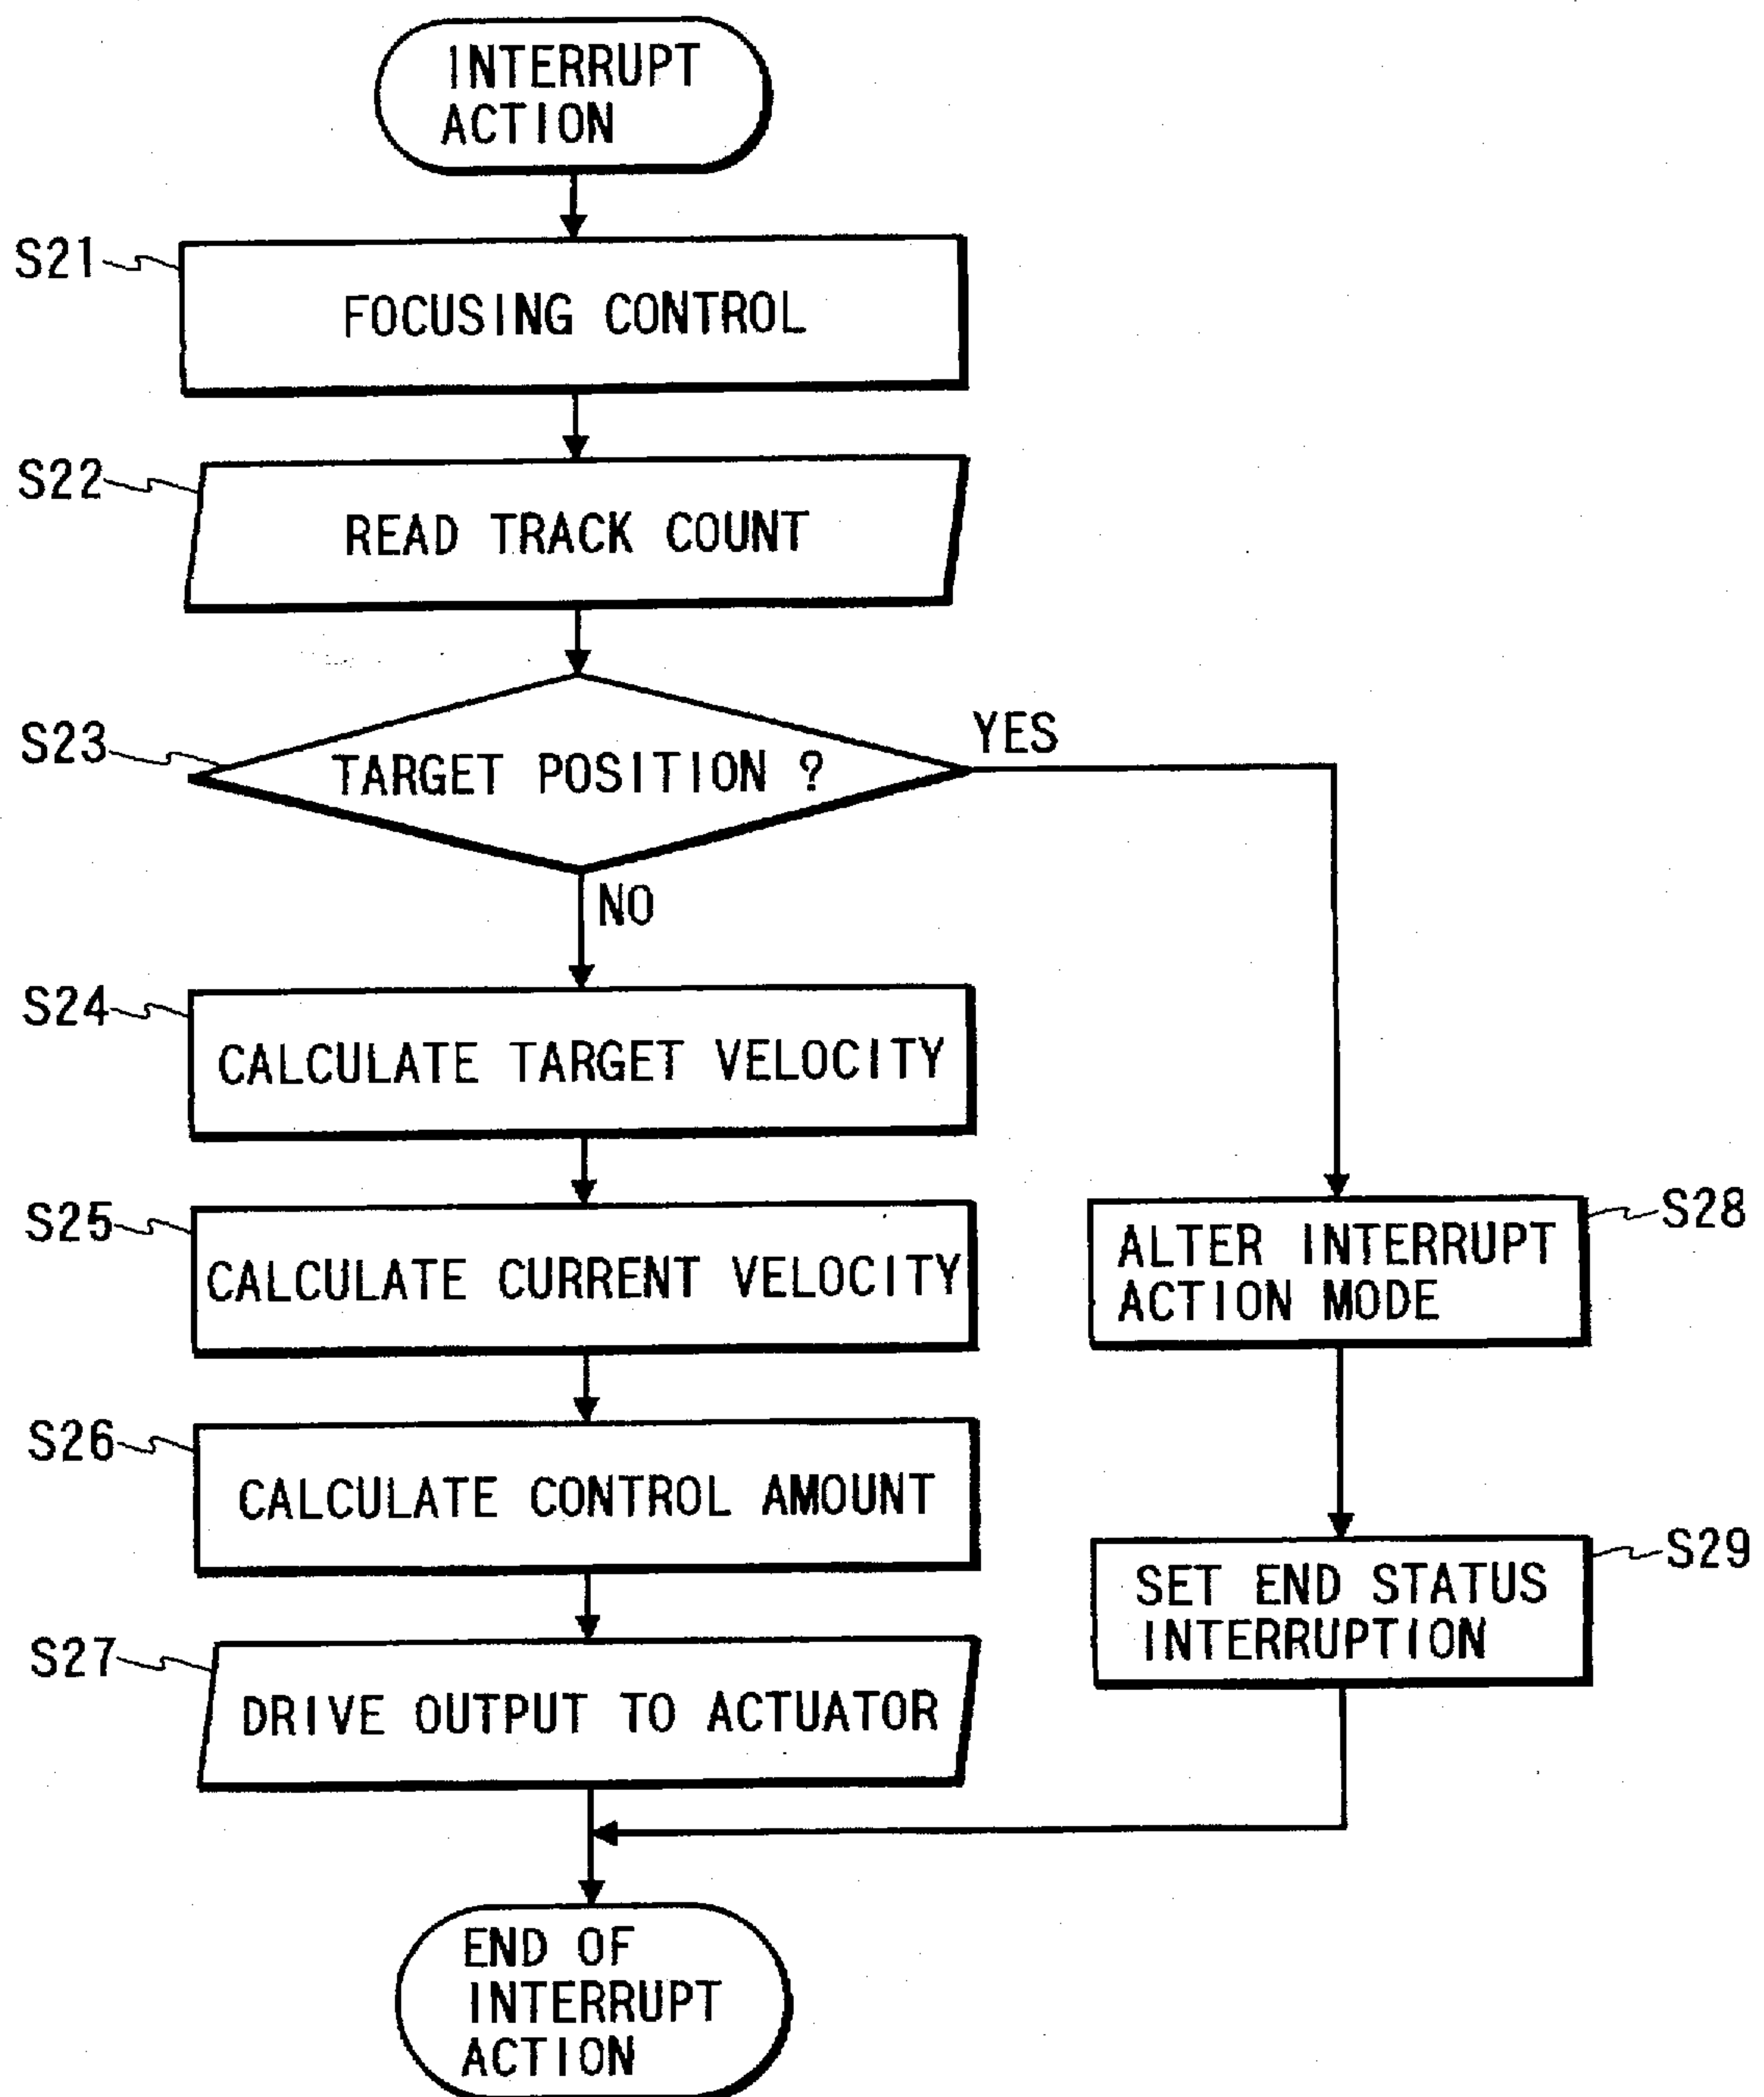 INTERRUPT
ACTION
S21
FOCUSING CONTROL
S22
READ TRACK COUNT
S23
TARGET POSITION ?
YES
NO
S24
CALCULATE TARGET VELOCITY
S25
CALCULATE CURRENT VELOCITY
S28
ALTER INTERRUPT
ACTION MODE
S26
CALCULATE CONTROL AMOUNT
S29
SET END STATUS
INTERRUPTION
S27
DRIVE OUTPUT TO ACTUATOR
END OF
INTERRUPT
ACTION